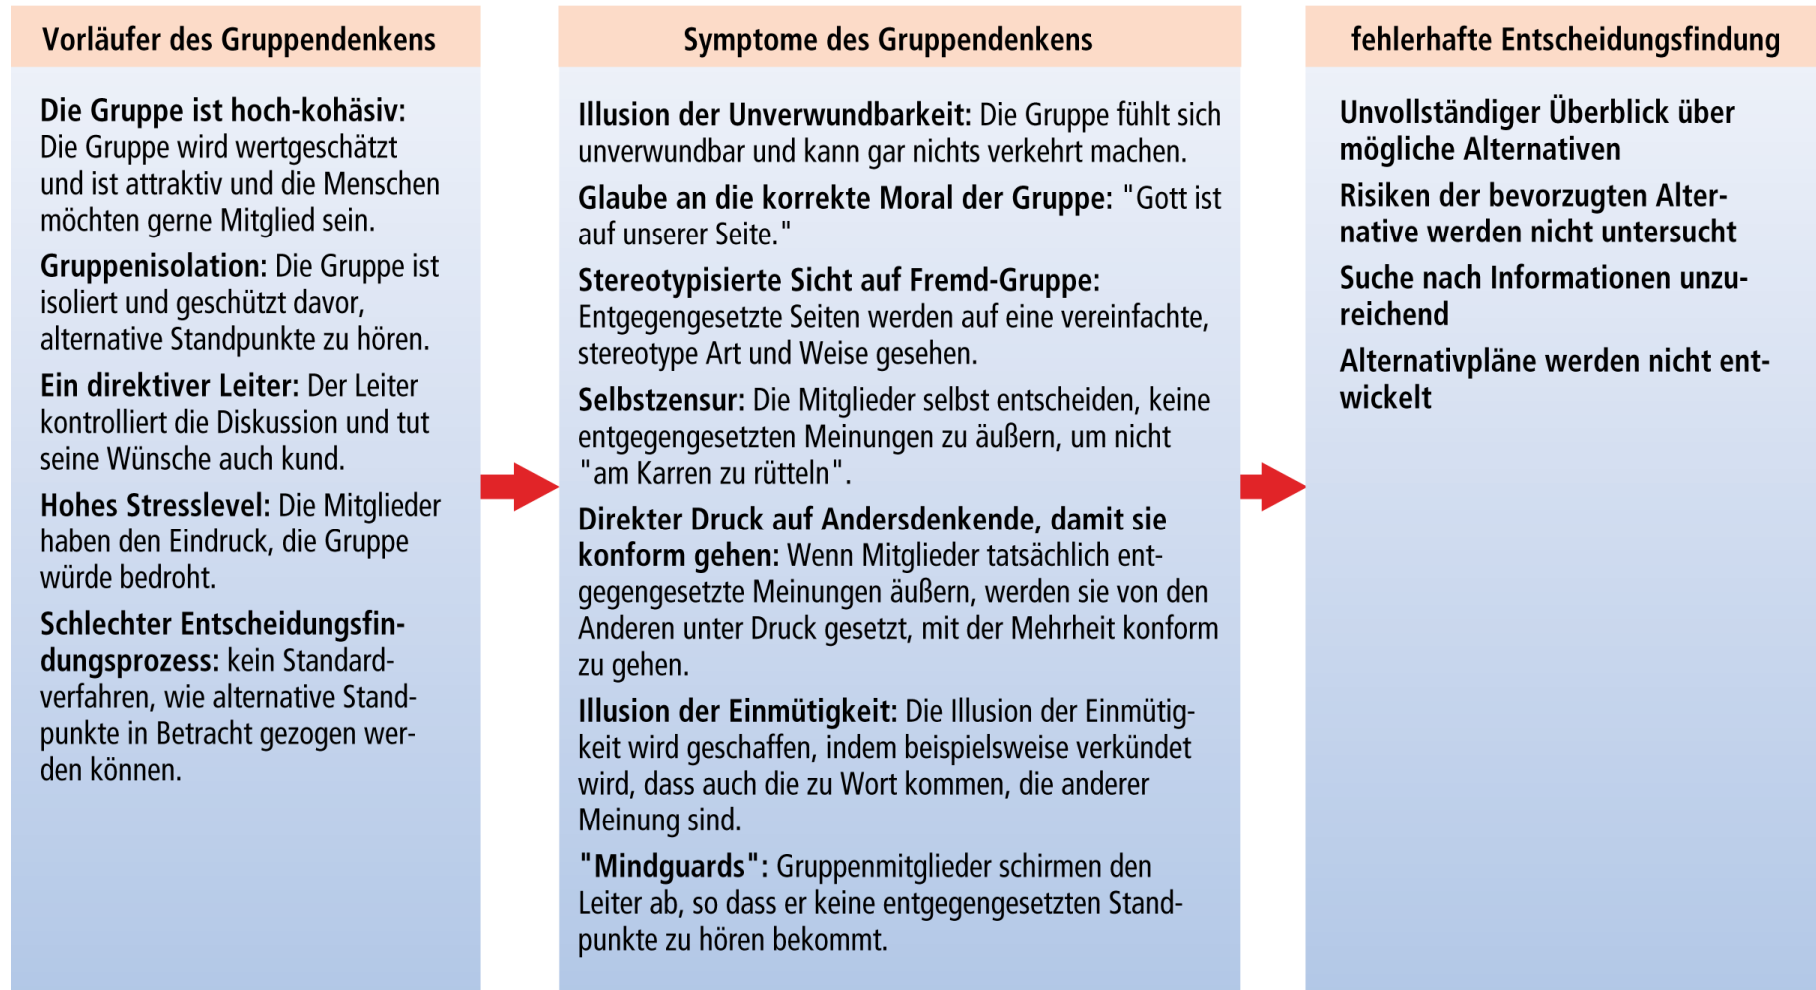 Vorläufer des Gruppendenkens
Die Gruppe ist hoch-kohäsiv:
Die Gruppe wird wertgeschätzt
und ist attraktiv und die Menschen
möchten gerne Mitglied sein.
Gruppenisolation: Die Gruppe ist
isoliert und geschützt davor,
alternative Standpunkte zu hören.
Ein direktiver Leiter: Der Leiter
kontrolliert die Diskussion und tut
seine Wünsche auch kund.
Hohes Stresslevel: Die Mitglieder
haben den Eindruck, die Gruppe
würde bedroht.
Schlechter Entscheidungsfin-
dungsprozess: kein Standard-
verfahren, wie alternative Stand-
punkte in Betracht gezogen wer-
den können.
Symptome des Gruppendenkens
Illusion der Unverwundbarkeit: Die Gruppe fühlt sich
unverwundbar und kann gar nichts verkehrt machen.
Glaube an die korrekte Moral der Gruppe: "Gott ist
auf unserer Seite."
Stereotypisierte Sicht auf Fremd-Gruppe:
Entgegengesetzte Seiten werden auf eine vereinfachte,
stereotype Art und Weise gesehen.
Selbstzensur: Die Mitglieder selbst entscheiden, keine
entgegengesetzten Meinungen zu äußern, um nicht
"am Karren zu rütteln".
Direkter Druck auf Andersdenkende, damit sie
konform gehen: Wenn Mitglieder tatsächlich ent-
gegengesetzte Meinungen äußern, werden sie von den
Anderen unter Druck gesetzt, mit der Mehrheit konform
zu gehen.
Illusion der Einmütigkeit: Die Illusion der Einmütig-
keit wird geschaffen, indem beispielsweise verkündet
wird, dass auch die zu Wort kommen, die anderer
Meinung sind.
"Mindguards": Gruppenmitglieder schirmen den
Leiter ab, so dass er keine entgegengesetzten Stand-
punkte zu hören bekommt.
fehlerhafte Entscheidungsfindung
Unvollständiger Überblick über
mögliche Alternativen
Risiken der bevorzugten Alter-
native werden nicht untersucht
Suche nach Informationen unzu-
reichend
Alternativpläne werden nicht ent-
wickelt